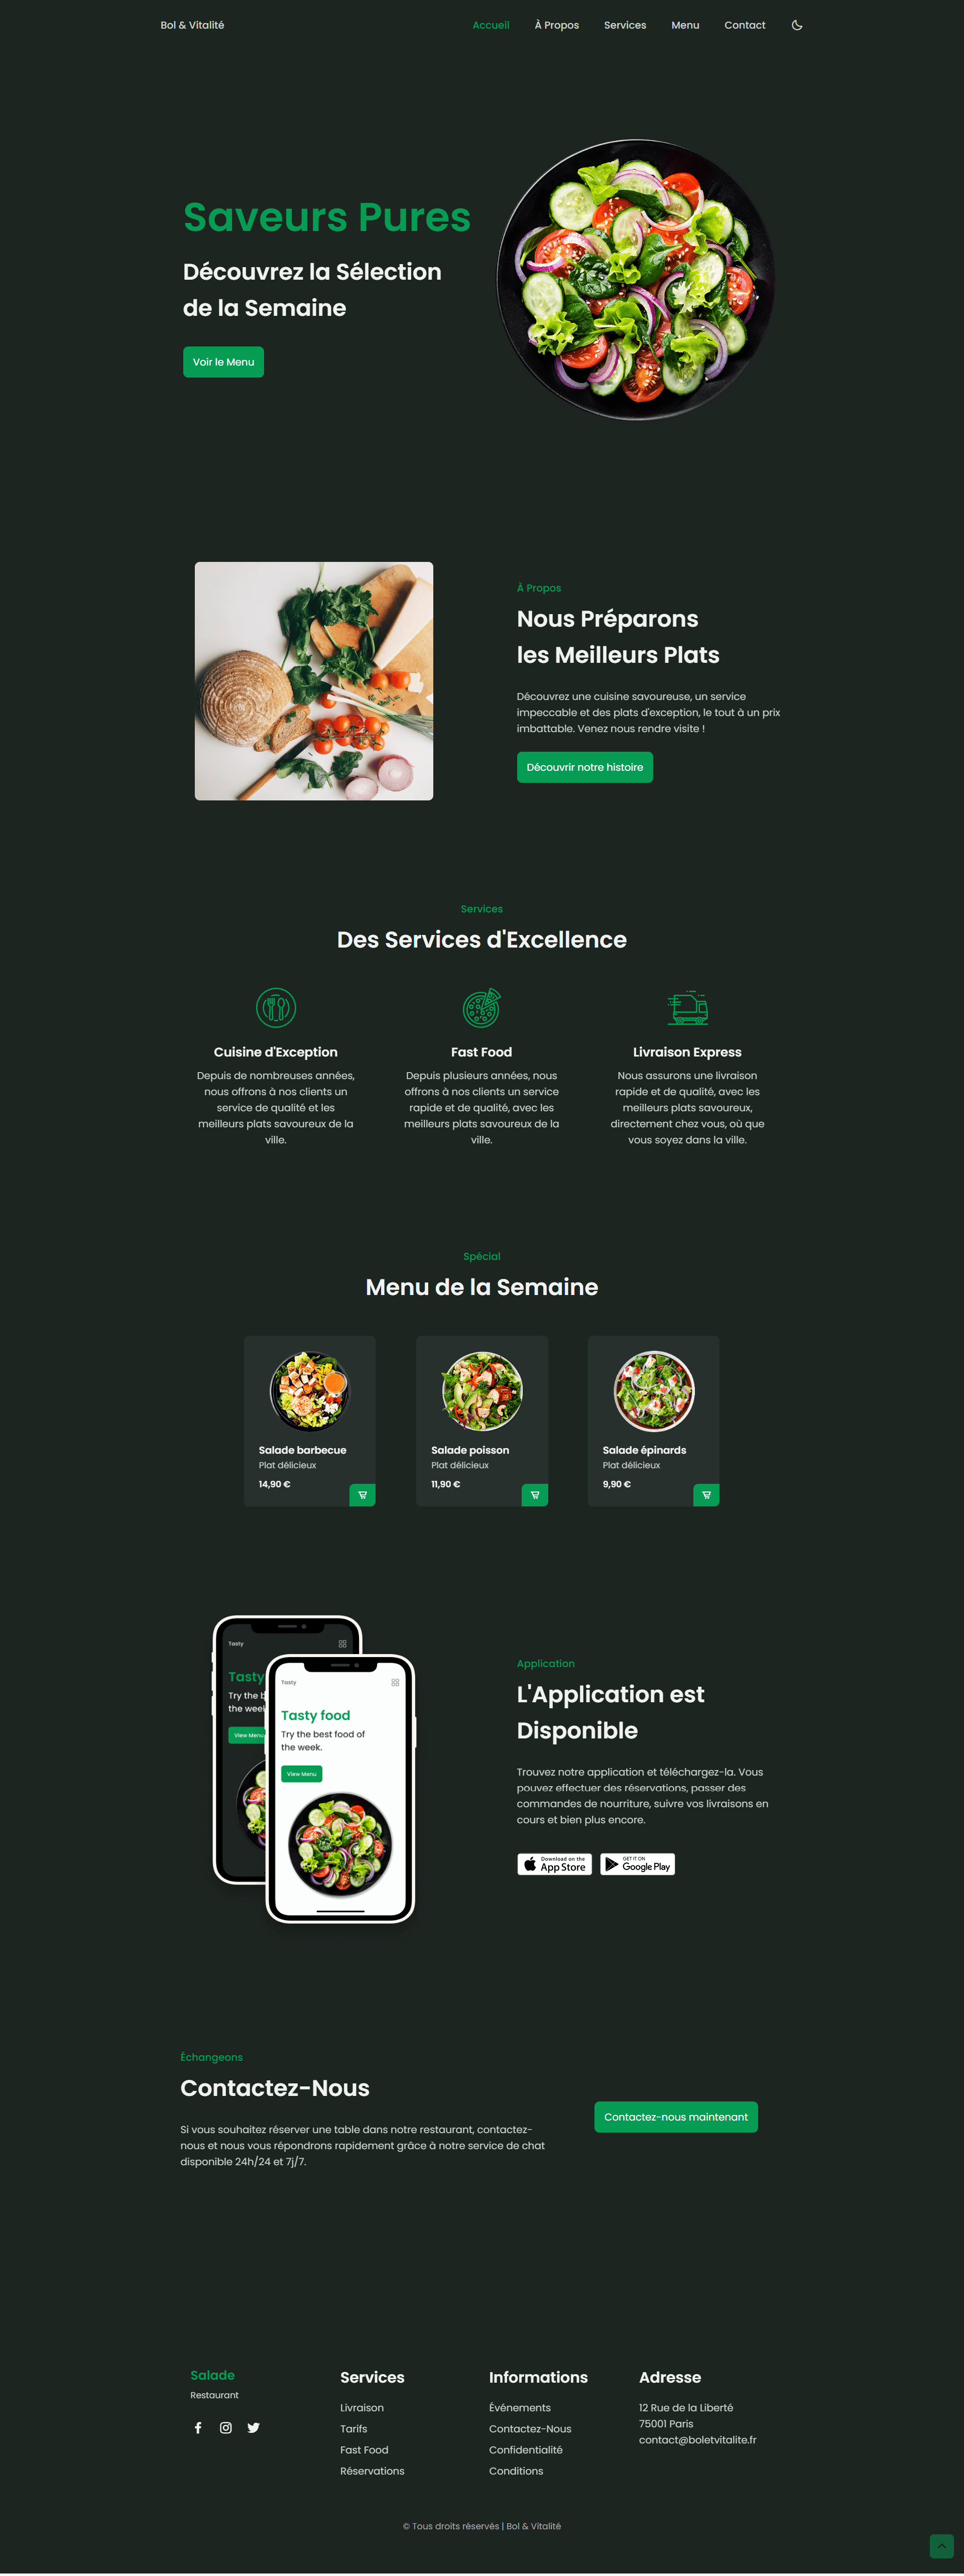 Bol & Vitalité
Accueil
À Propos
Services
Menu
Contact
Saveurs Pures
Découvrez la Sélection
de la Semaine
Voir le Menu
À Propos
Nous Préparons
les Meilleurs Plats
Découvrez une cuisine savoureuse, un service
impeccable et des plats d'exception, le tout à un prix
imbattable. Venez nous rendre visite !
Découvrir notre histoire
Services
Des Services d'Excellence
Cuisine d'Exception
Depuis de nombreuses années,
nous offrons à nos clients un
service de qualité et les
meilleurs plats savoureux de la
ville.
Fast Food
Depuis plusieurs années, nous
offrons à nos clients un service
rapide et de qualité, avec les
meilleurs plats savoureux de la
ville.
Livraison Express
Nous assurons une livraison
rapide et de qualité, avec les
meilleurs plats savoureux,
directement chez vous, où que
vous soyez dans la ville.
Spécial
Menu de la Semaine
Salade barbecue
Plat délicieux
14,90 €
Salade poisson
Plat délicieux
11,90 €
Salade épinards
Plat délicieux
9,90 €
Tasty
Tasty
Try the b
the week
View Menu
Tasty
Tasty food
Try the best food of
the week.
View Menu
Application
L'Application est
Disponible
Trouvez notre application et téléchargez-la. Vous
pouvez effectuer des réservations, passer des
commandes de nourriture, suivre vos livraisons en
cours et bien plus encore.
Download on the
App Store
GET IT ON
Google Play
Échangeons
Contactez-Nous
Si vous souhaitez réserver une table dans notre restaurant, contactez-
nous et nous vous répondrons rapidement grâce à notre service de chat
disponible 24h/24 et 7j/7.
Contactez-nous maintenant
Salade
Restaurant
Services
Livraison
Tarifs
Fast Food
Réservations
Informations
Événements
Contactez-Nous
Confidentialité
Conditions
Adresse
12 Rue de la Liberté
75001 Paris
contact@boletvitalite.fr
© Tous droits réservés | Bol & Vitalité